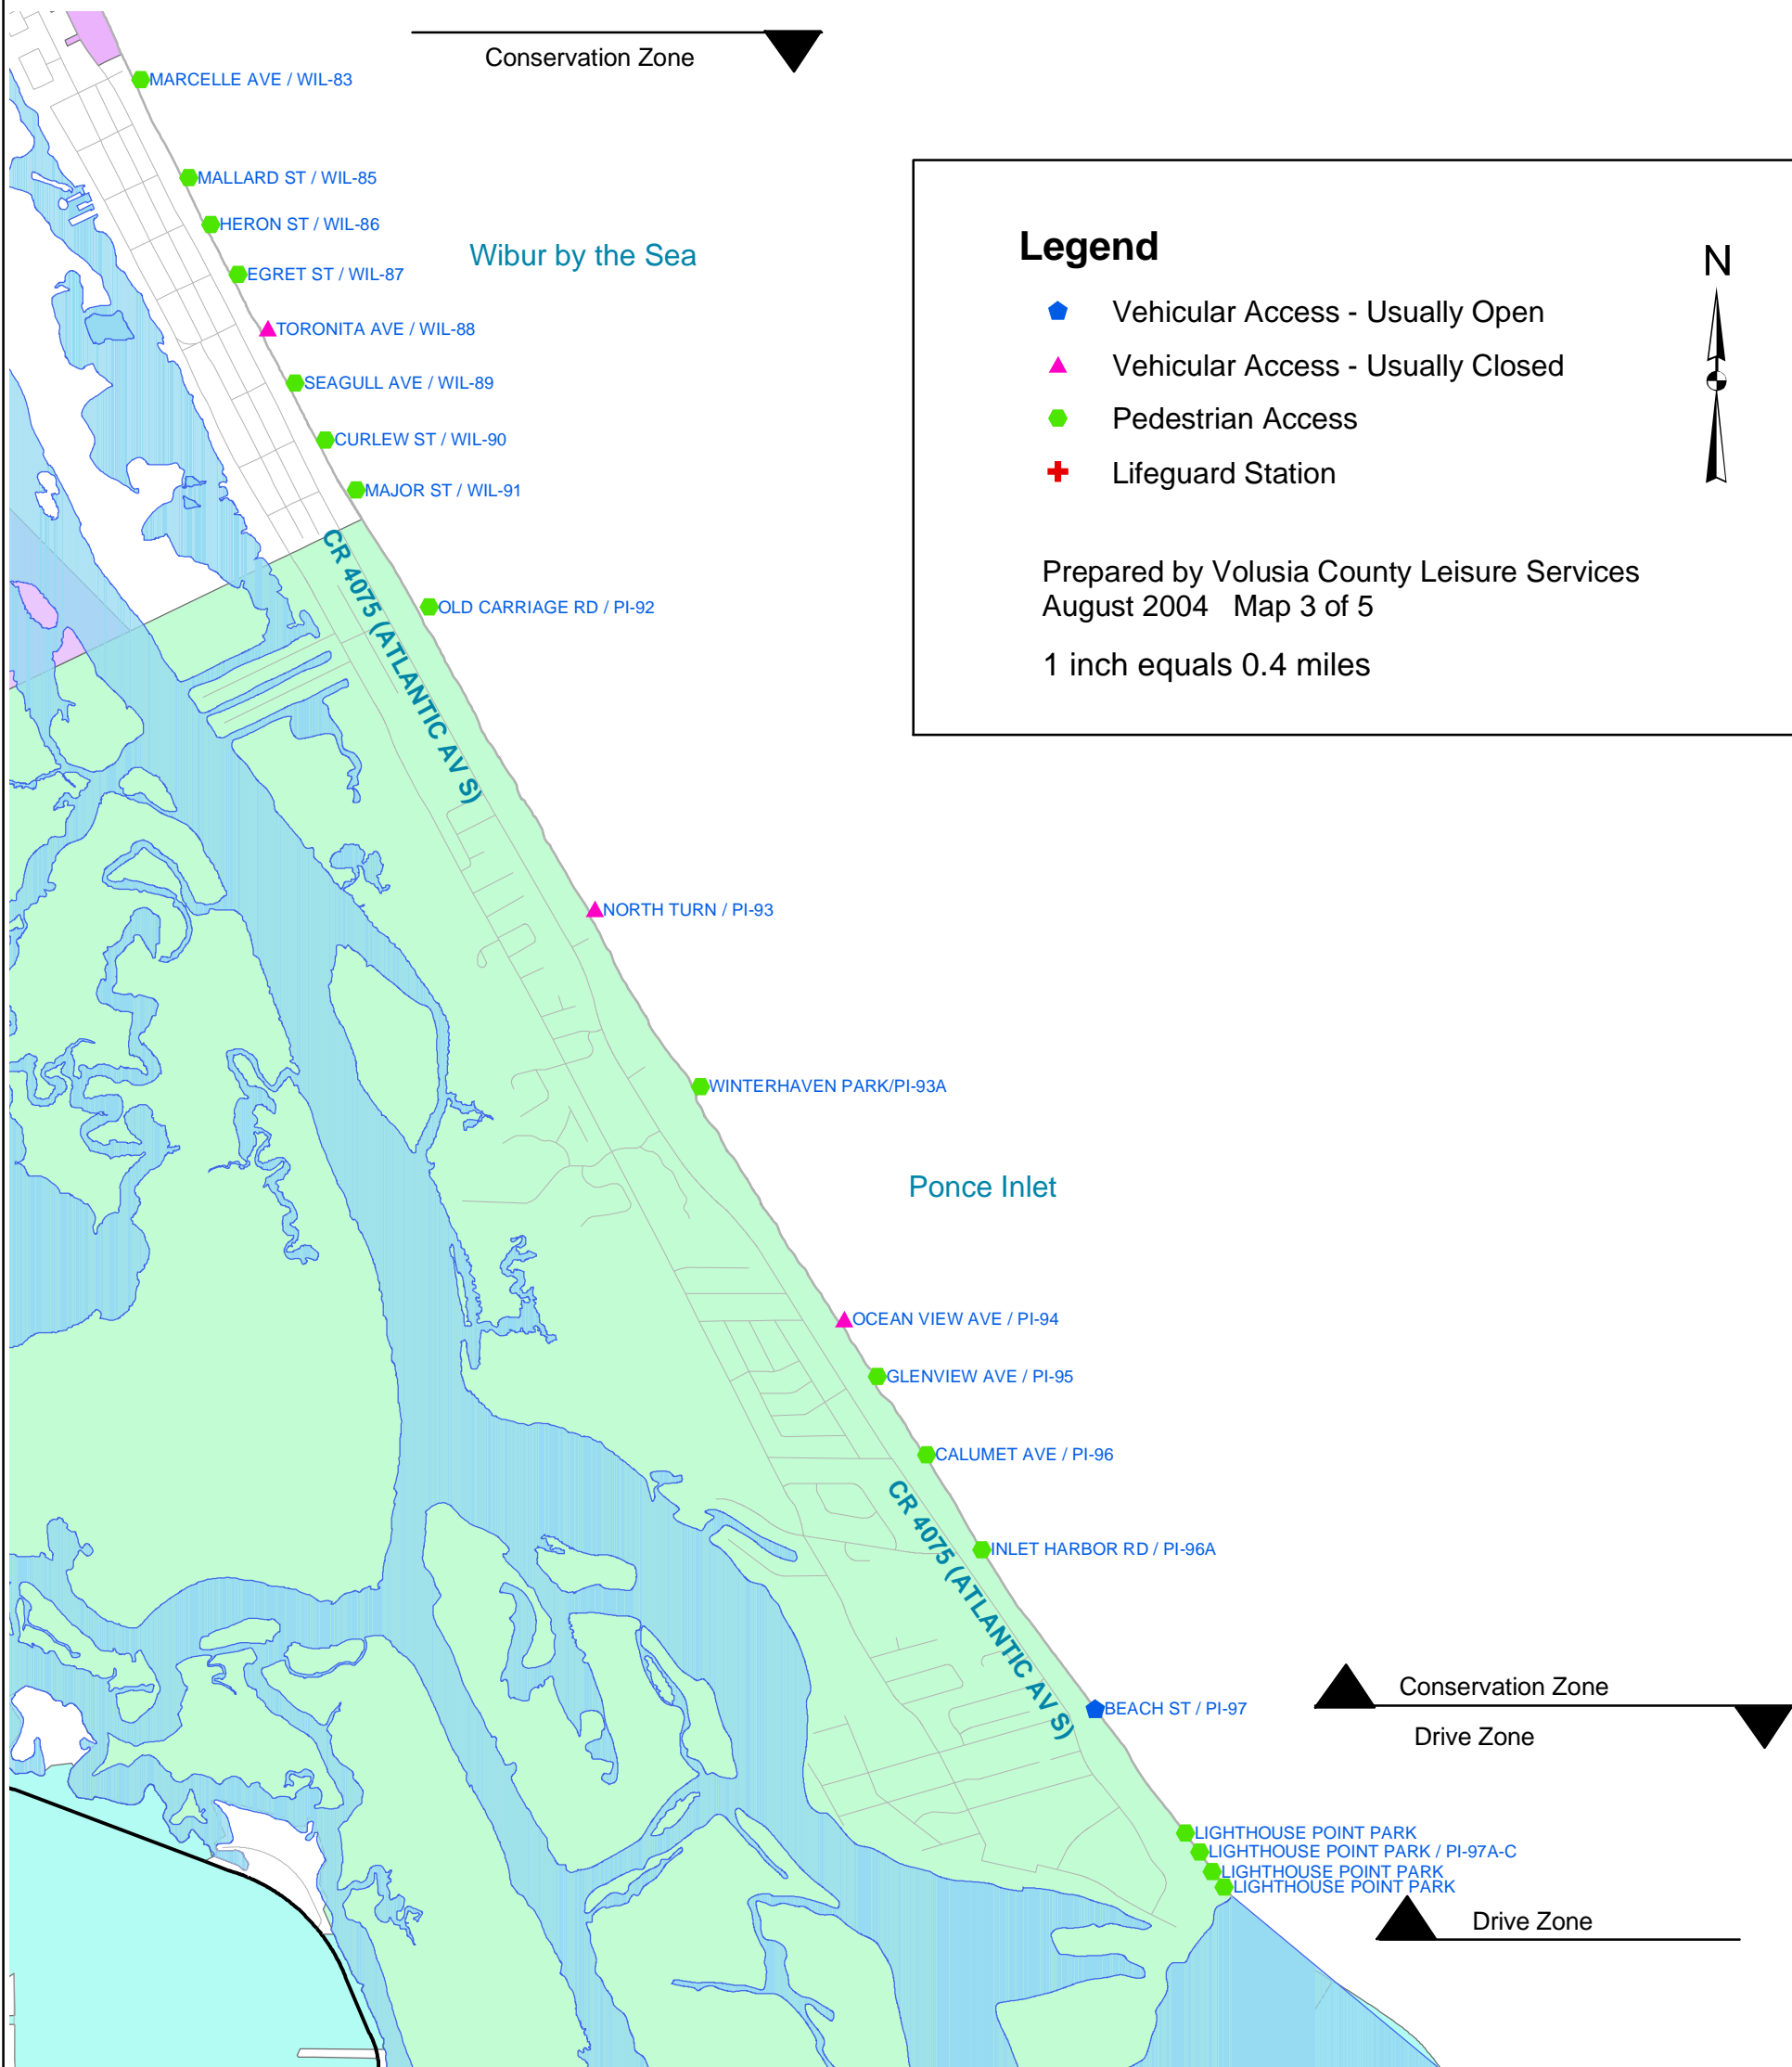 Conservation Zone
MARCELLE AVE / WIL-83
MALLARD ST / WIL-85
HERON ST / WIL-86
Wibur by the Sea
EGRET ST / WIL-87
TORONITA AVE / WIL-88
SEAGULL AVE / WIL-89
CURLEW ST / WIL-90
MAJOR ST / WIL-91
Legend
N
Vehicular Access - Usually Open
Vehicular Access - Usually Closed
Pedestrian Access
Lifeguard Station
Prepared by Volusia County Leisure Services
August 2004 Map 3 of 5
1 inch equals 0.4 miles
CR 4075 (ATLANTIC AV S)
OLD CARRIAGE RD / PI-92
NORTH TURN / PI-93
WINTERHAVEN PARK/PI-93A
Ponce Inlet
OCEAN VIEW AVE / PI-94
GLENVIEW AVE / PI-95
CALUMET AVE / PI-96
CR 4075 (ATLANTIC AV S)
INLET HARBOR RD / PI-96A
BEACH ST / PI-97
Conservation Zone
Drive Zone
LIGHTHOUSE POINT PARK
LIGHTHOUSE POINT PARK / PI-97A-C
LIGHTHOUSE POINT PARK
LIGHTHOUSE POINT PARK
Drive Zone